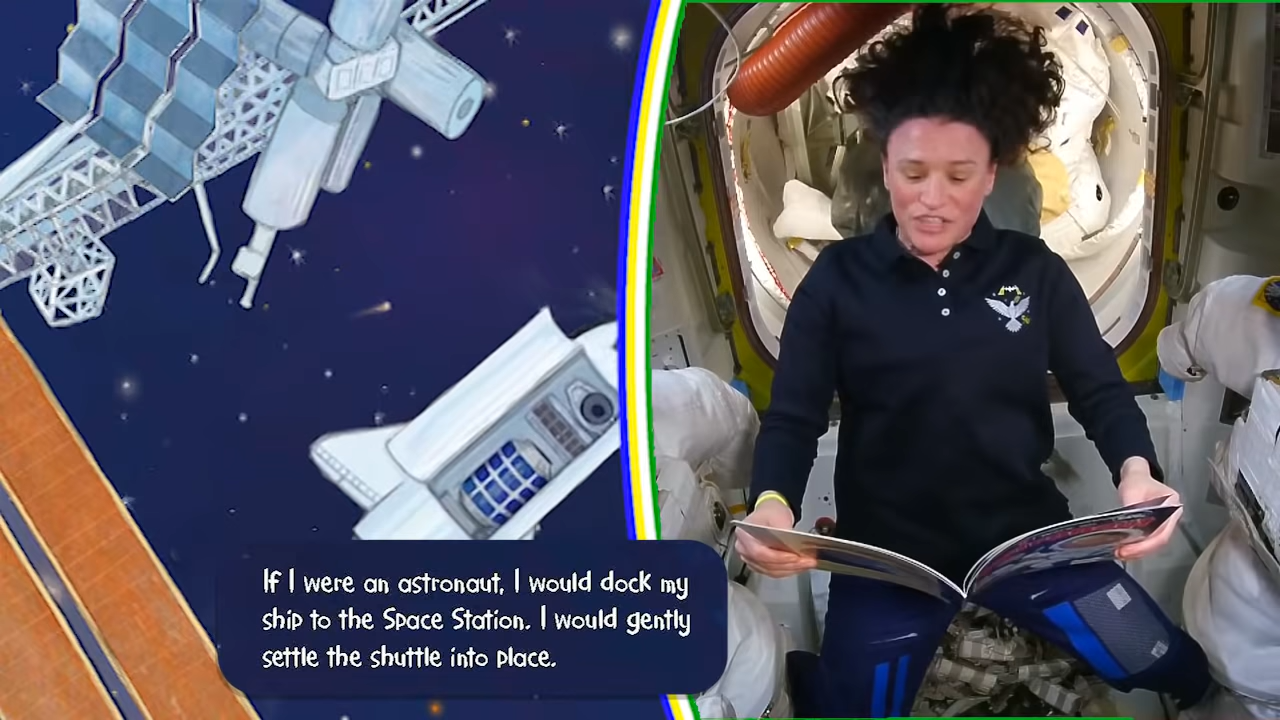 If I were an astronaut, I would dock my
ship to the Space Station. I would gently
settle the shuttle into place.